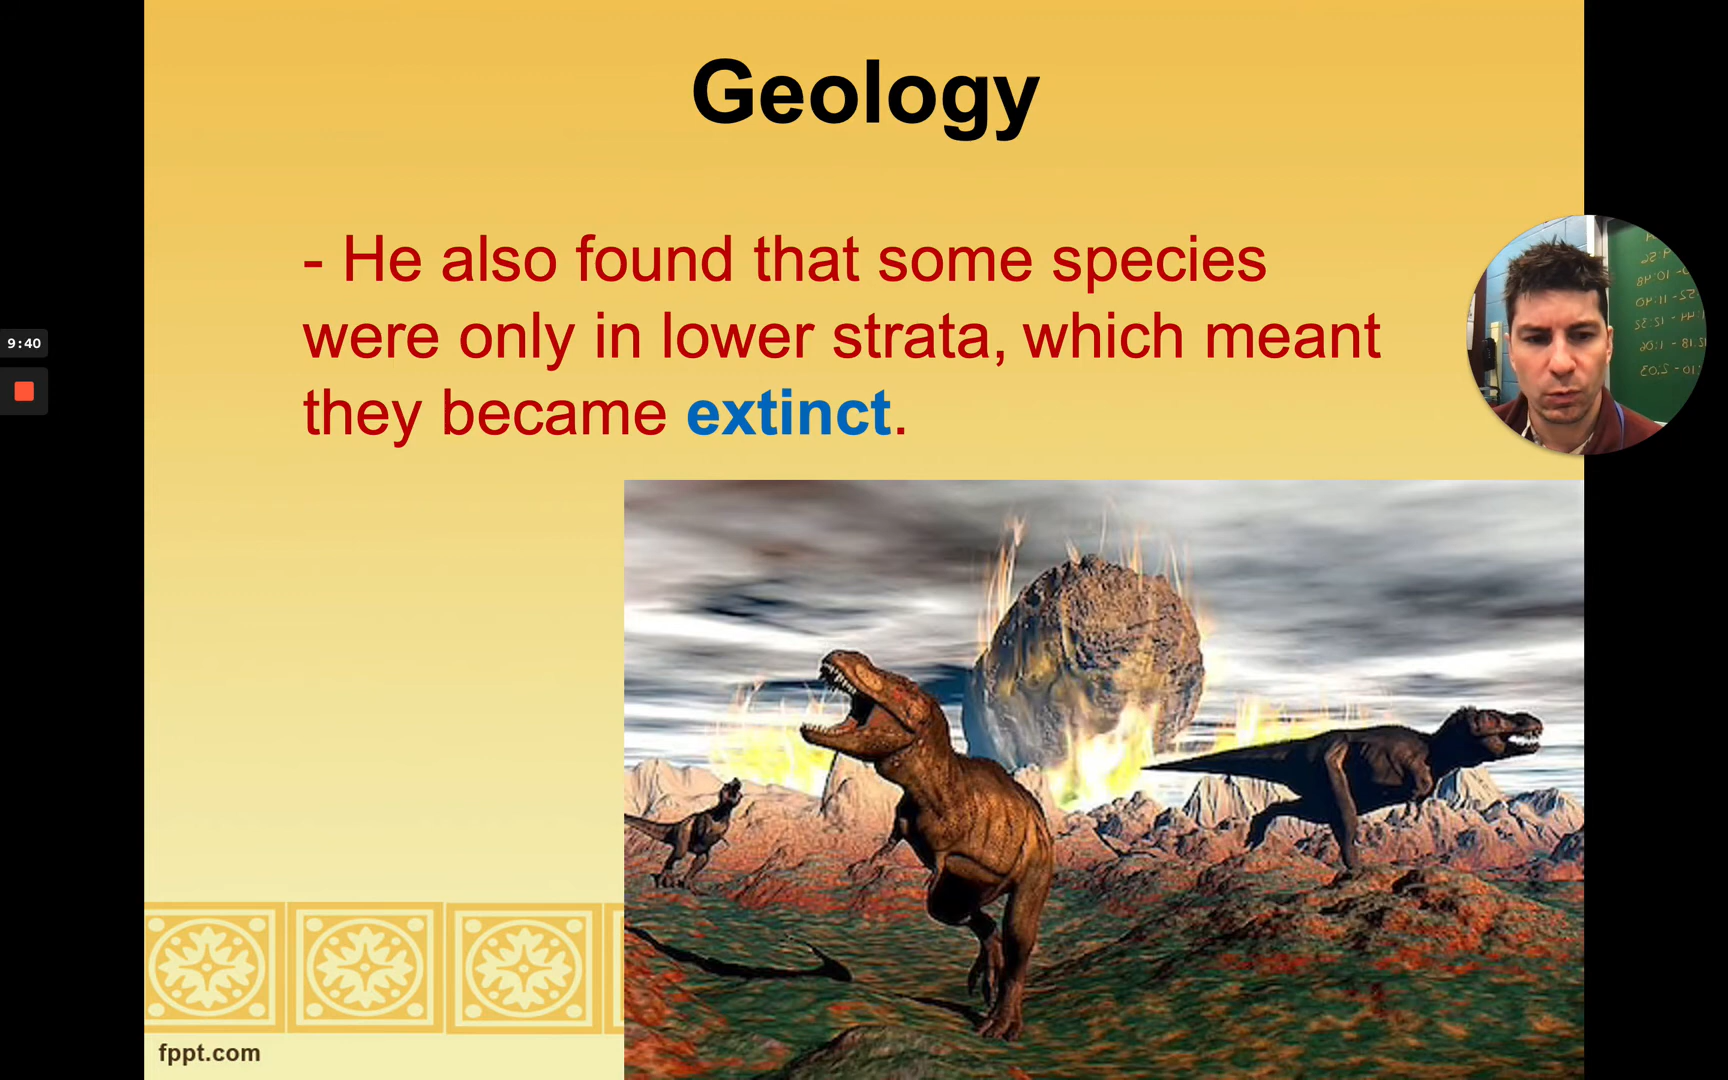 Geology
- He also found that some species
were only in lower strata, which meant
they became extinct.
9:40
fppt.com